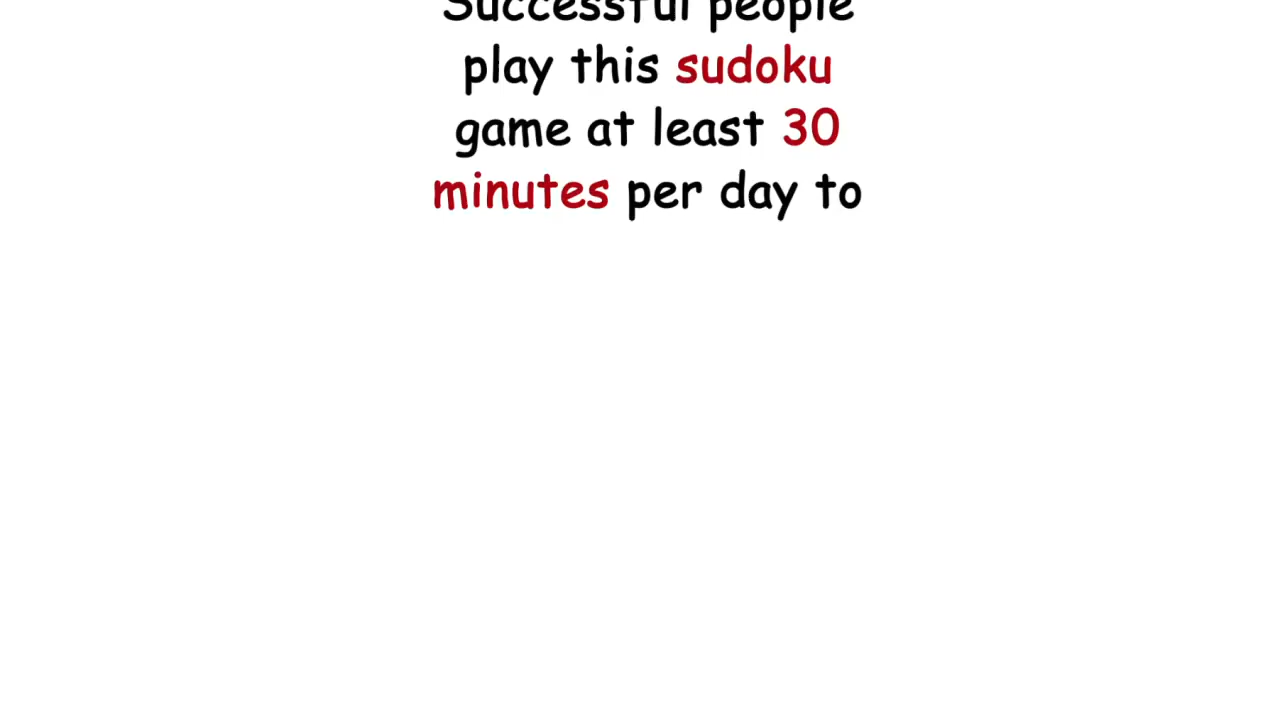 Successful people
play this sudoku
game at least 30
minutes per day to